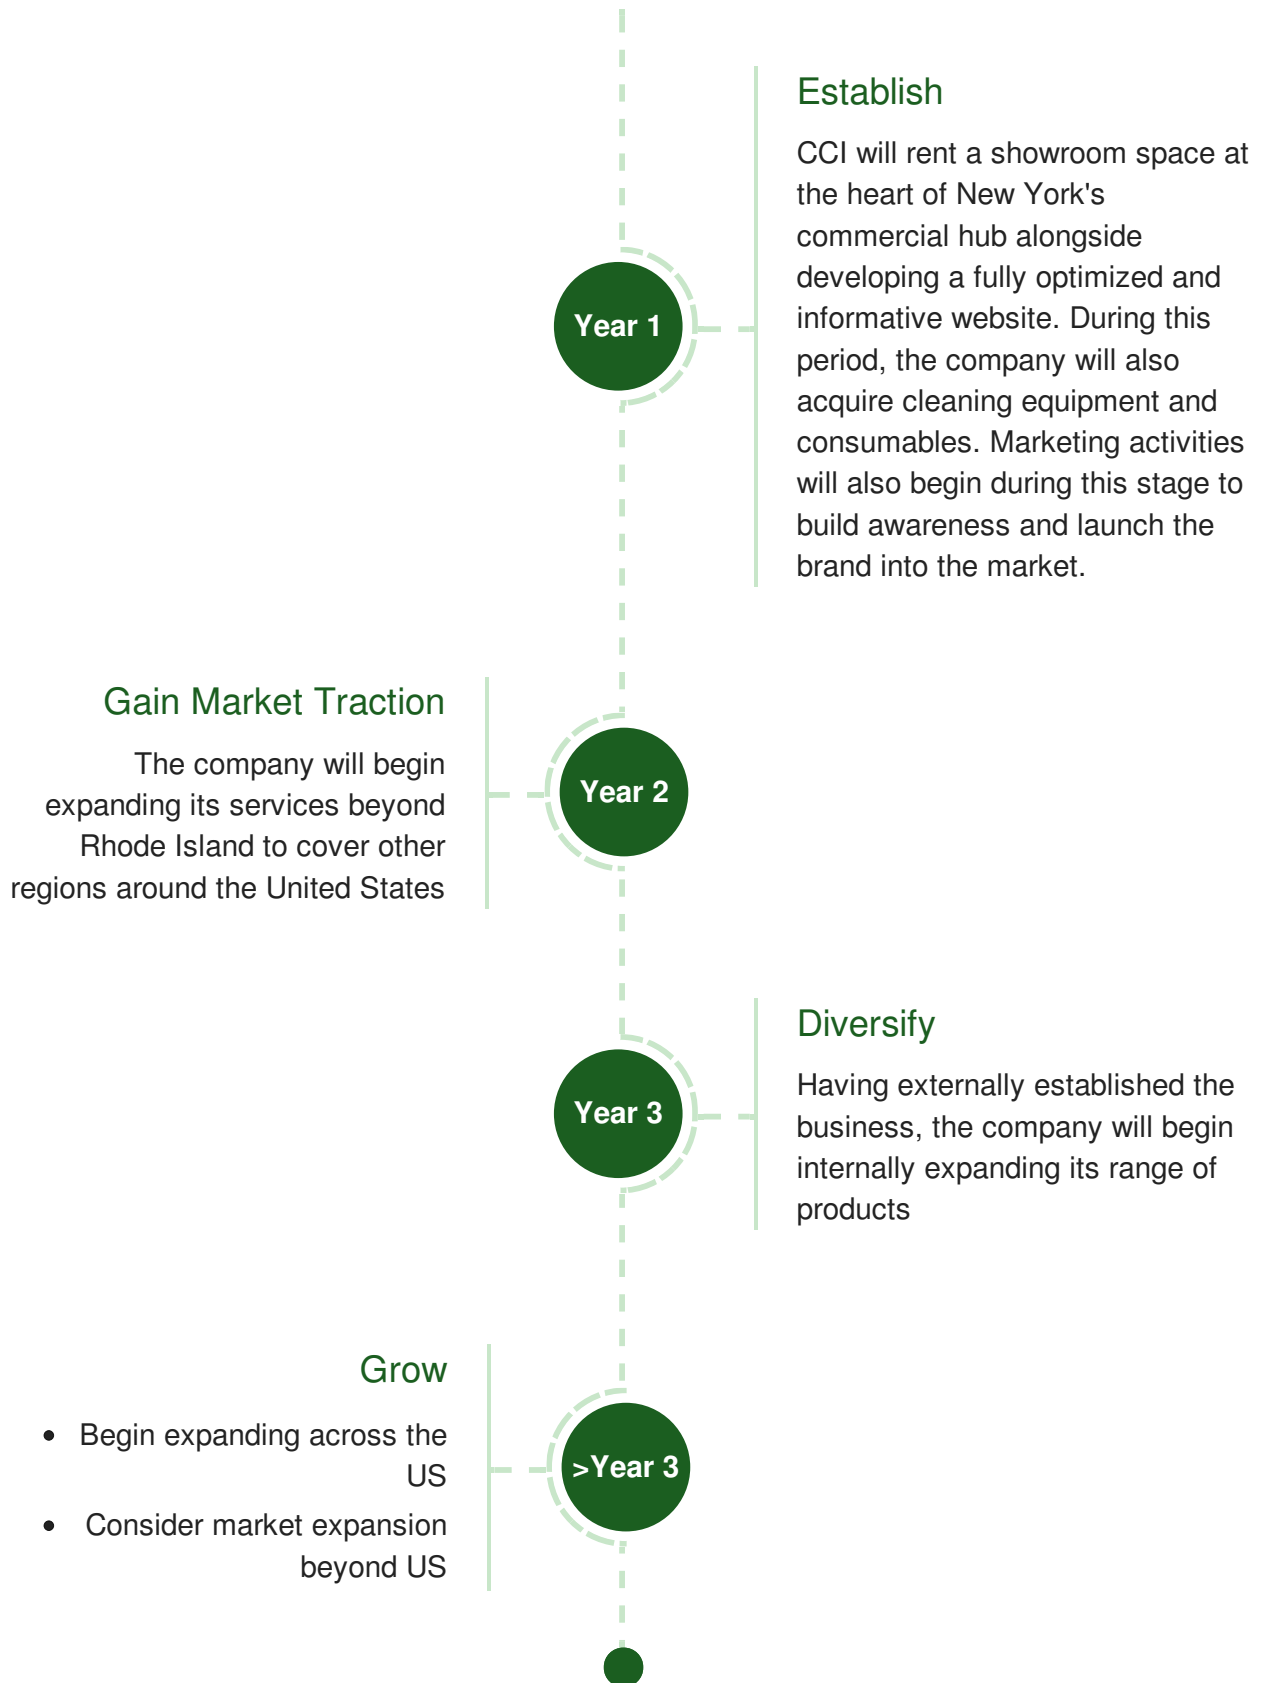 Establish
CCI will rent a showroom space at
the heart of New York's
commercial hub alongside
developing a fully optimized and
informative website. During this
period, the company will also
acquire cleaning equipment and
consumables. Marketing activities
will also begin during this stage to
build awareness and launch the
brand into the market.
Year 1
Gain Market Traction
The company will begin
expanding its services beyond
Rhode Island to cover other
regions around the United States
Year 2
Diversify
Having externally established the
business, the company will begin
internally expanding its range of
products
Year 3
Grow
• Begin expanding across the
US
• Consider market expansion
beyond US
>Year 3